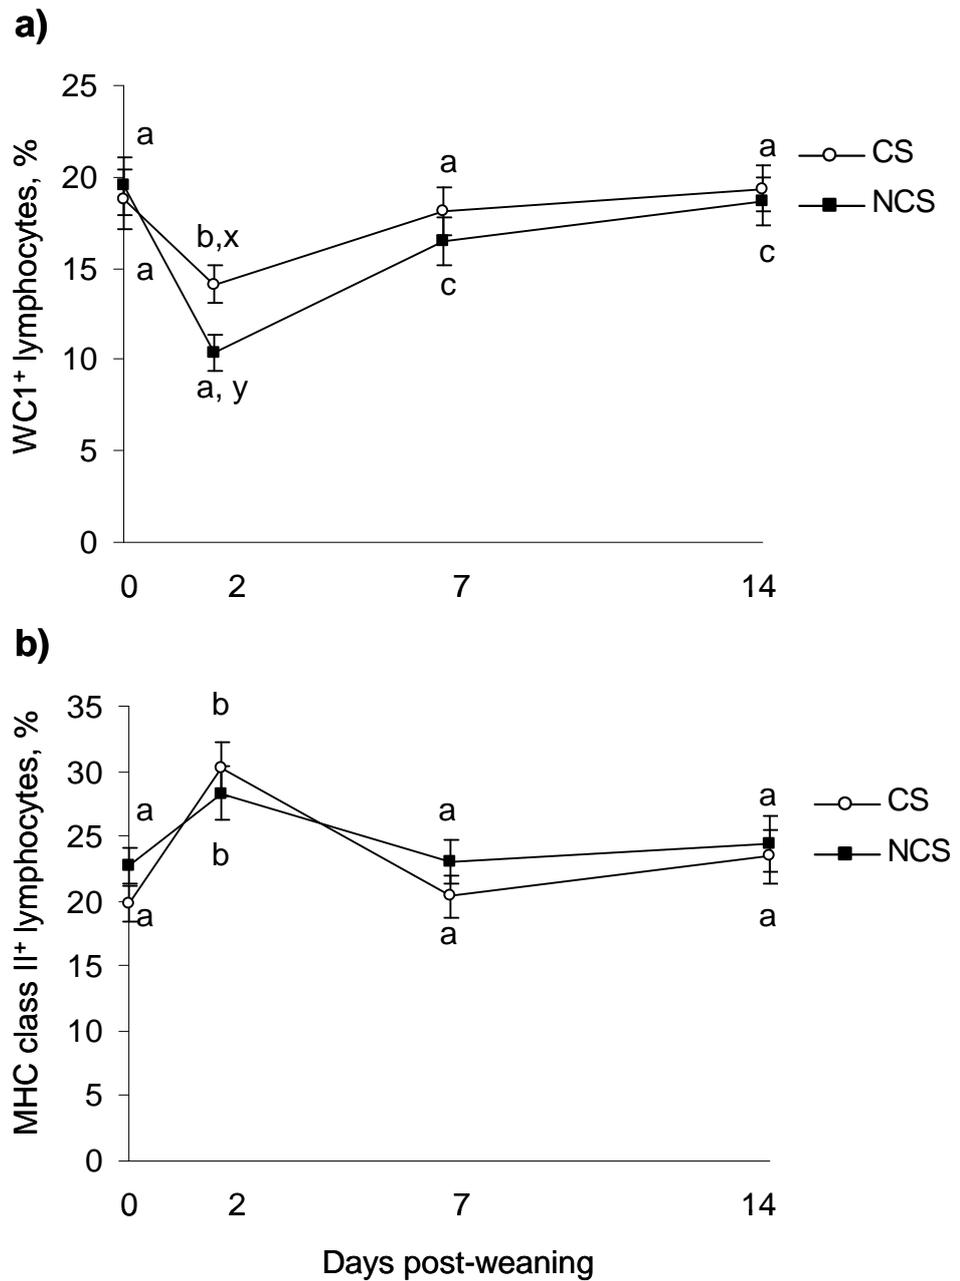 a)
25
20
15
10
5
0
WC1⁺ lymphocytes, %
a
a
b,x
a, y
a
c
a
c
CS
NCS
0 2 7 14
b)
35
30
25
20
15
10
5
0
MHC class II⁺ lymphocytes, %
a
a
b
b
a
a
a
a
CS
NCS
0 2 7 14
Days post-weaning